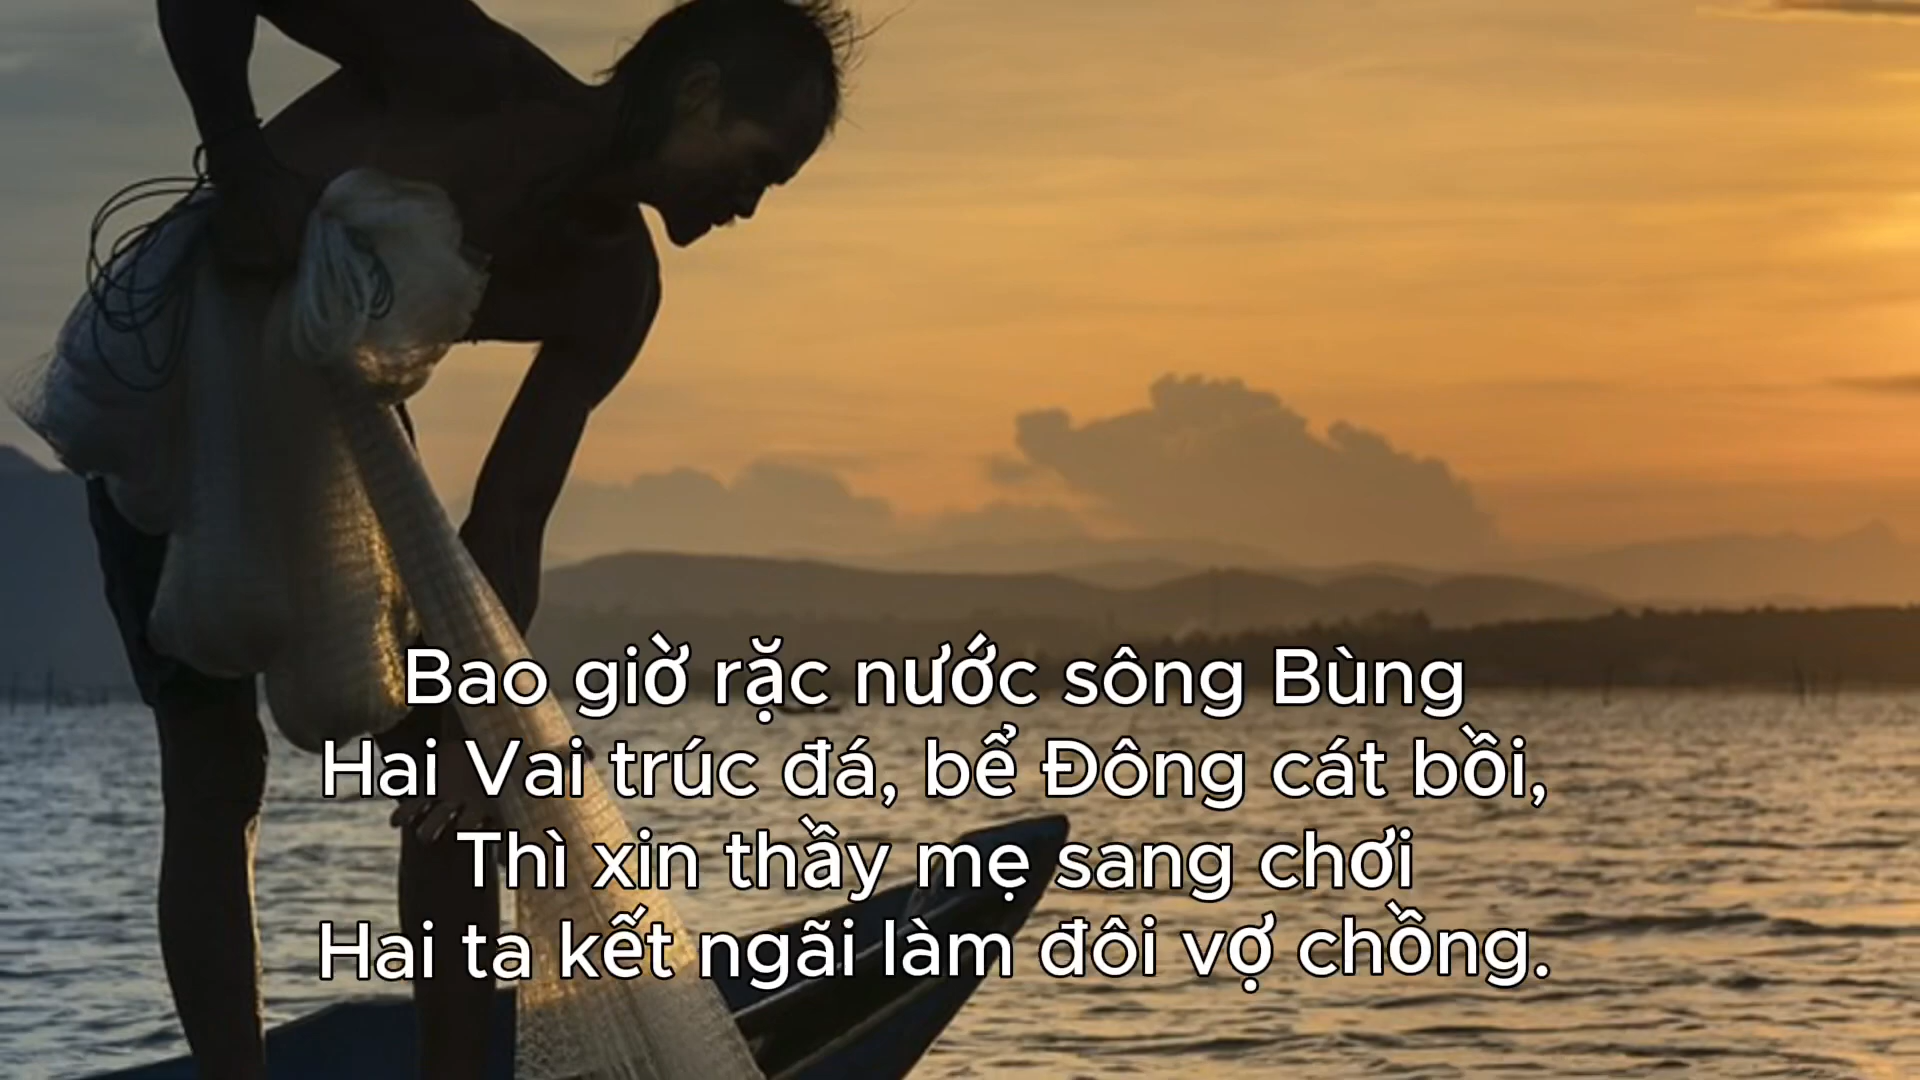 Bao giờ rặc nước sông Bùng
Hai Vai trúc đá, bể Đông cát bồi,
Thì xin thầy mẹ sang chơi
Hai ta kết ngãi làm đôi vợ chồng.